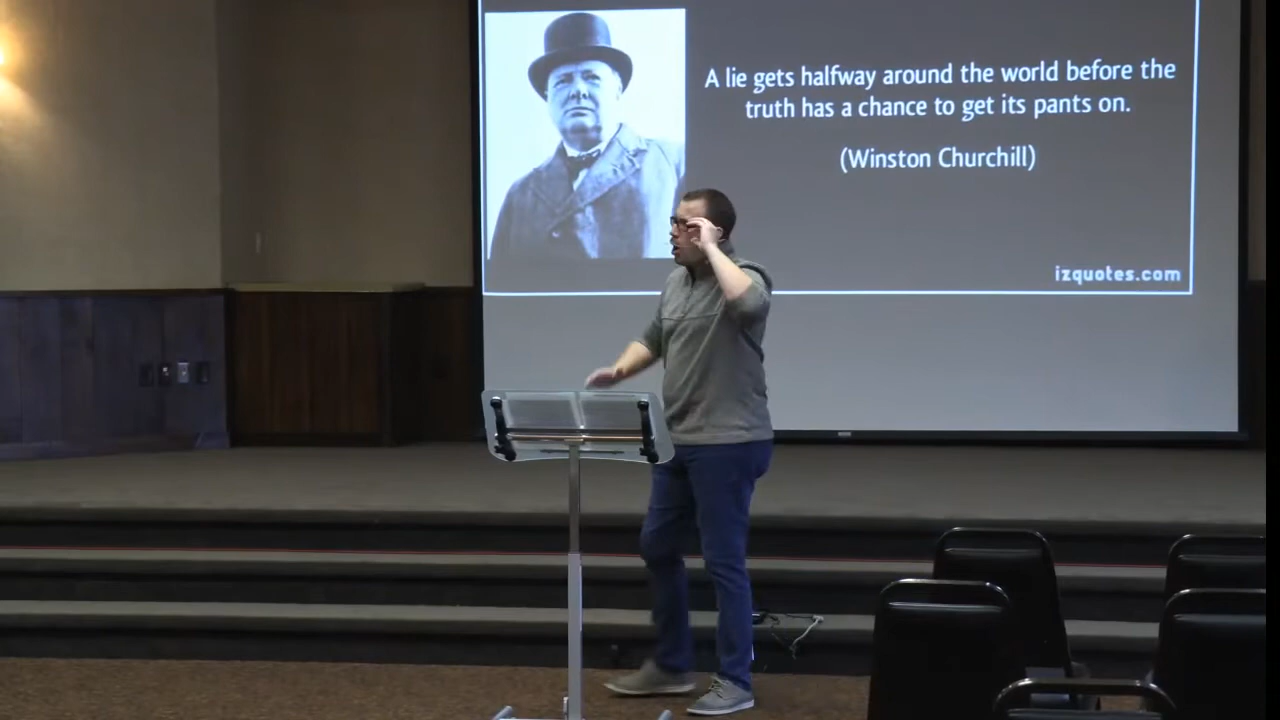 A lie gets halfway around the world before the
truth has a chance to get its pants on.
(Winston Churchill)
izquotes.com